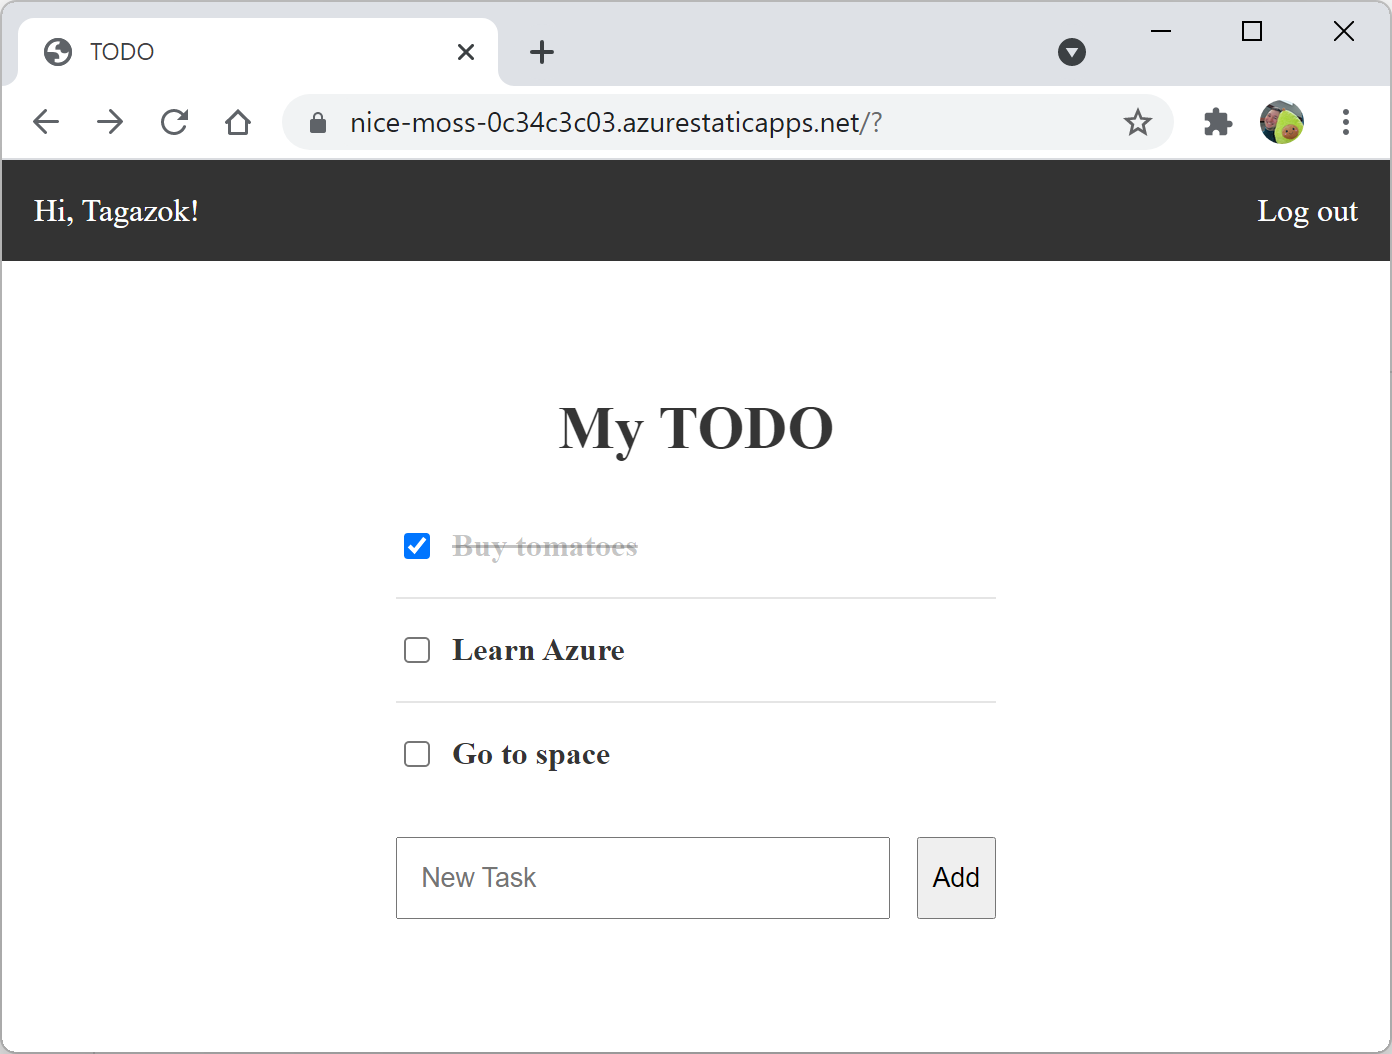 TODO
nice-moss-0c34c3c03.azurestaticapps.net/?
Hi, Tagazok!
Log out
My TODO
Buy tomatoes
Learn Azure
Go to space
New Task
Add